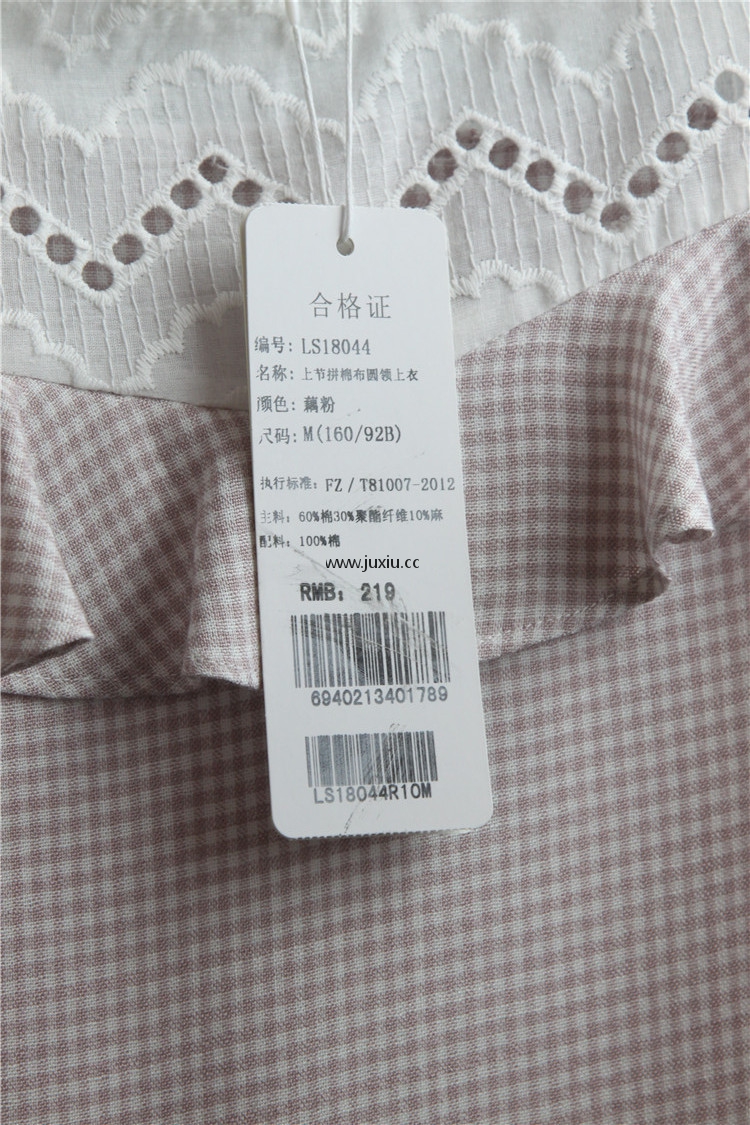 合格证
编号: LS18044
名称: 上节拼棉布圆领上衣
颜色: 藕粉
尺码: M(160/92B)
执行标准: FZ/T81007-2012
主料: 60%棉30%聚酯纤维10%麻
配料: 100%棉
www.juxiu.cc
RMB: 219
6940213401789
LS18044R10M